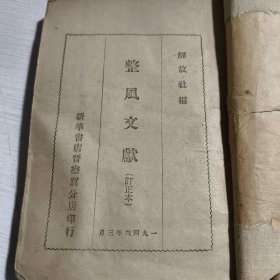 解放社編
整風文獻
(訂正本)
新華書店晋察冀分店印行
一九四六年三月